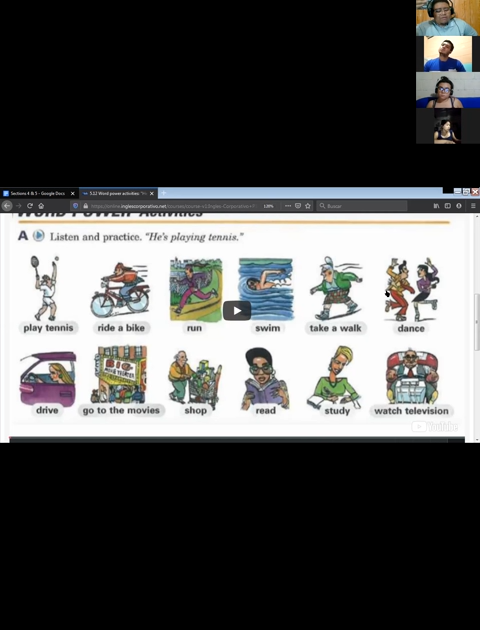 Sections 4 & 5 - Google Docs
5.12 Word power activities: "H
120%
Buscar
WORD POWER Activities
A Listen and practice. "He's playing tennis."
play tennis ride a bike run swim take a walk dance
drive go to the movies shop read study watch television
YouTube